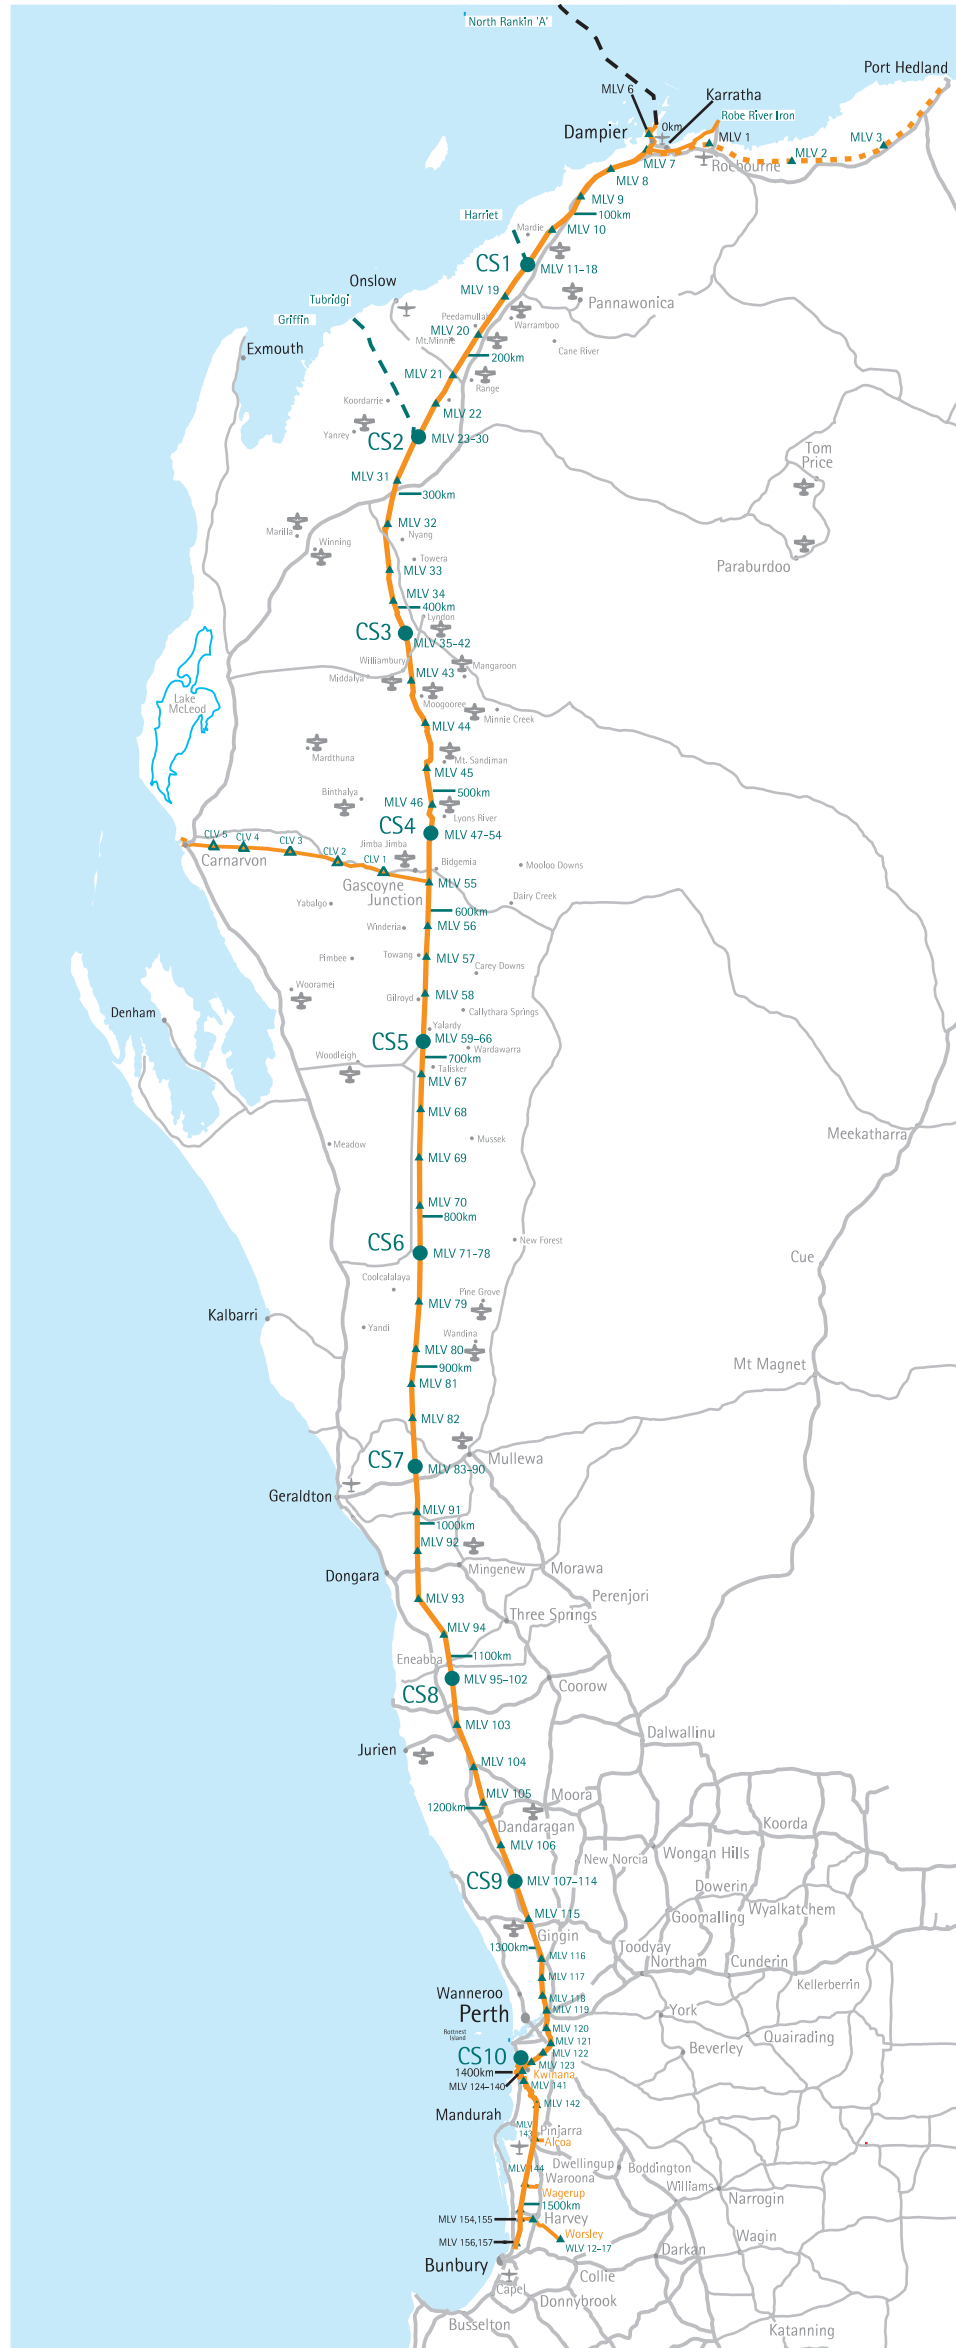 North Rankin 'A'
Port Hedland
MLV 6
Karratha
Robe River Iron
Dampier
0km
MLV 1
MLV 3
MLV 2
MLV 7
Roebourne
MLV 8
MLV 9
Harriet
100km
Mardie
MLV 10
CS1
MLV 11-18
Onslow
MLV 19
Tubridgi
Pannawonica
Griffin
Peedamullah
Warramboo
MLV 20
Mt.Minnie
Cane River
Exmouth
200km
MLV 21
Range
Koordarrie
MLV 22
Yanrey
CS2
MLV 23-30
Tom
Price
MLV 31
300km
MLV 32
Marilla
Nyang
Winning
Towera
Paraburdoo
MLV 33
MLV 34
400km
Lyndon
CS3
MLV 35-42
Williambury
Mangaroon
Middalya
MLV 43
Lake
McLeod
Moogooree
Minnie Creek
MLV 44
Mardthuna
Mt. Sandiman
MLV 45
Binthalya
500km
MLV 46
Lyons River
CS4
MLV 47-54
CLV 5
CLV 4
CLV 3
CLV 2
CLV 1
Jimba Jimba
Carnarvon
Bidgemia
Mooloo Downs
Gascoyne
Junction
MLV 55
Yabalgo
Dairy Creek
600km
Winderia
MLV 56
Pimbee
Towang
MLV 57
Carey Downs
Wooramel
Gilroyd
MLV 58
Denham
Callythara Springs
Yalardy
CS5
MLV 59-66
Wardawarra
Woodleigh
700km
Talisker
MLV 67
MLV 68
Meadow
Mussek
Meekatharra
MLV 69
MLV 70
800km
CS6
New Forest
MLV 71-78
Cue
Coolcalalaya
Pine Grove
MLV 79
Kalbarri
Yandi
Wandina
MLV 80
900km
Mt Magnet
MLV 81
MLV 82
CS7
Mullewa
MLV 83-90
Geraldton
MLV 91
1000km
MLV 92
Dongara
Mingenew
Morawa
MLV 93
Perenjori
Three Springs
MLV 94
Eneabba
1100km
MLV 95-102
CS8
Coorow
MLV 103
Dalwallinu
Jurien
MLV 104
MLV 105
Moora
1200km
Dandaragan
Koorda
MLV 106
Wongan Hills
New Norcia
CS9
MLV 107-114
Dowerin
Wyalkatchem
MLV 115
Goomalling
Gingin
1300km
Toodyay
MLV 116
Northam
Cunderin
MLV 117
Kellerberrin
Wanneroo
MLV 118
Perth
MLV 119
York
Rottnest
Island
MLV 120
Quairading
MLV 121
CS10
MLV 122
Beverley
MLV 123
1400km
Kwinana
MLV 124-140
MLV 141
MLV 142
Mandurah
MLV
143
Pinjarra
Alcoa
Dwellingup
MLV 144
Boddington
Waroona
Wagerup
Williams
Narrogin
1500km
MLV 154,155
Harvey
Worsley
Wagin
MLV 156,157
WLV 12-17
Darkan
Bunbury
Collie
Capel
Donnybrook
Busselton
Katanning